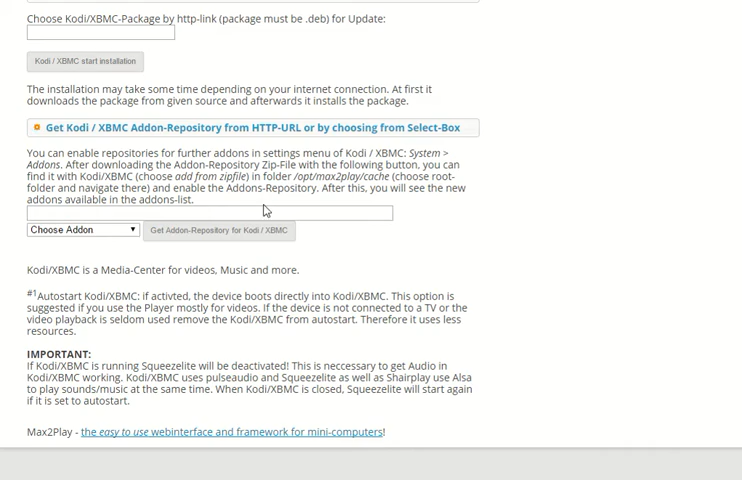 Choose Kodi/XBMC-Package by http-link (package must be .deb) for Update:
Kodi / XBMC start installation
The installation may take some time depending on your internet connection. At first it
downloads the package from given source and afterwards it installs the package.
Get Kodi / XBMC Addon-Repository from HTTP-URL or by choosing from Select-Box
You can enable repositories for further addons in settings menu of Kodi / XBMC: System >
Addons. After downloading the Addon-Repository Zip-File with the following button, you can
find it with Kodi/XBMC (choose add from zipfile) in folder /opt/max2play/cache (choose root-
folder and navigate there) and enable the Addons-Repository. After this, you will see the new
addons available in the addons-list.
Choose Addon
Get Addon-Repository for Kodi / XBMC
Kodi/XBMC is a Media-Center for videos, Music and more.
#1Autostart Kodi/XBMC: if activted, the device boots directly into Kodi/XBMC. This option is
suggested if you use the Player mostly for videos. If the device is not connected to a TV or the
video playback is seldom used remove the Kodi/XBMC from autostart. Therefore it uses less
resources.
IMPORTANT:
If Kodi/XBMC is running Squeezelite will be deactivated! This is neccessary to get Audio in
Kodi/XBMC working. Kodi/XBMC uses pulseaudio and Squeezelite as well as Shairplay use Alsa
to play sounds/music at the same time. When Kodi/XBMC is closed, Squeezelite will start again
if it is set to autostart.
Max2Play - the easy to use webinterface and framework for mini-computers!